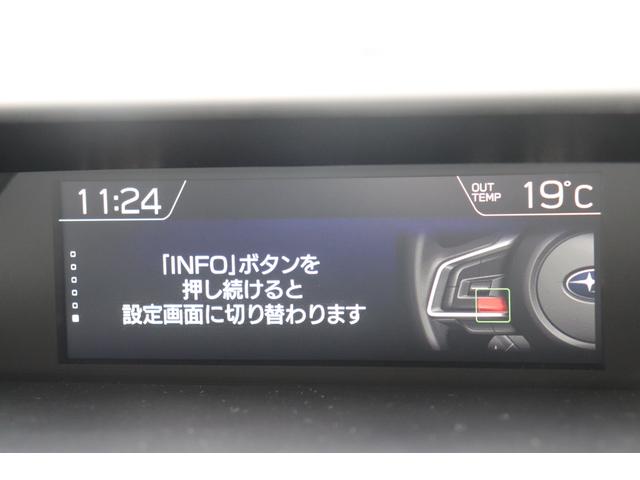 11:24
OUT
TEMP
19℃
「INFO」ボタンを
押し続けると
設定画面に切り替わります